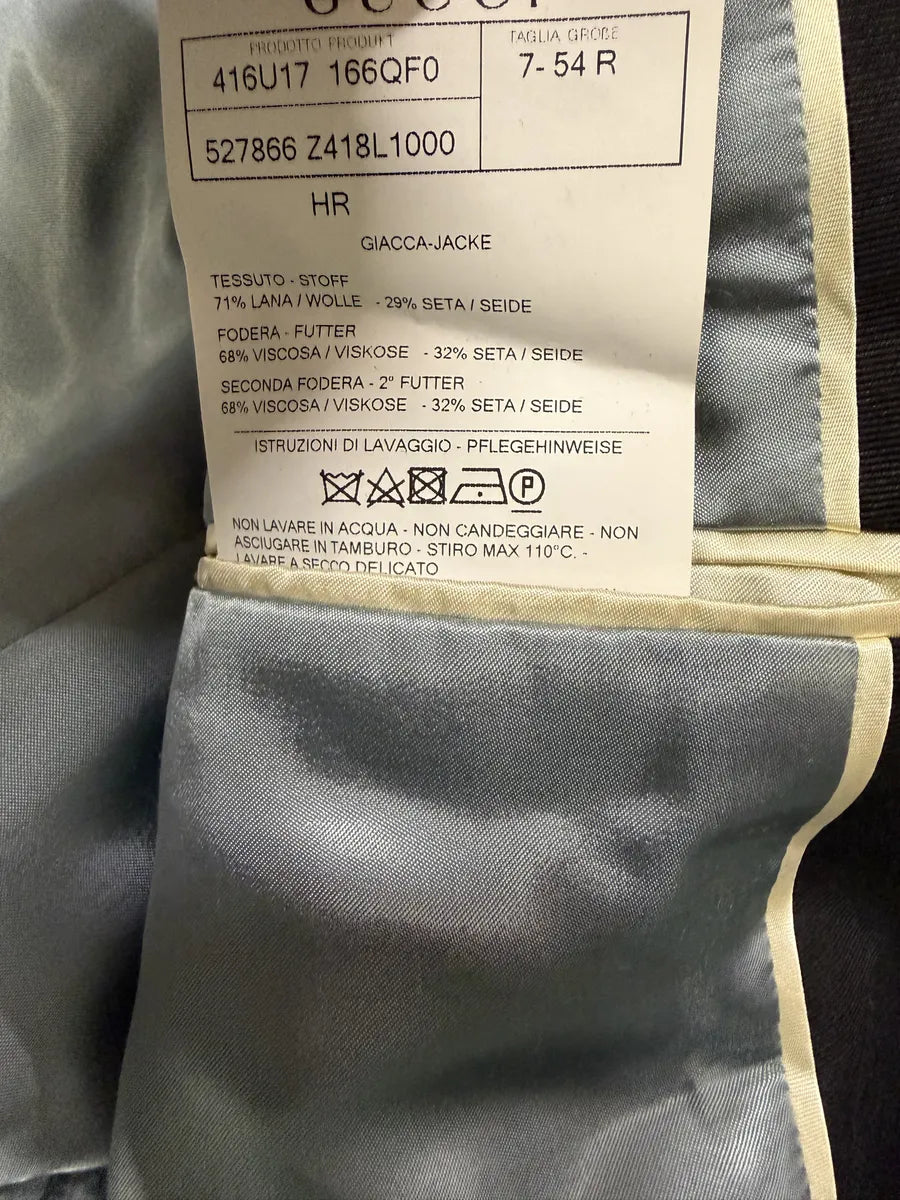 GUCCI
PRODOTTO PRODUKT
416U17 166QF0
TAGLIA GRÖBE
7- 54 R
527866 Z418L1000
HR
GIACCA-JACKE
TESSUTO - STOFF
71% LANA / WOLLE - 29% SETA / SEIDE
FODERA - FUTTER
68% VISCOSA / VISKOSE - 32% SETA / SEIDE
SECONDA FODERA - 2° FUTTER
68% VISCOSA / VISKOSE - 32% SETA / SEIDE
ISTRUZIONI DI LAVAGGIO - PFLEGEHINWEISE
P
NON LAVARE IN ACQUA - NON CANDEGGIARE - NON
ASCIUGARE IN TAMBURO - STIRO MAX 110°C. -
LAVARE A SECCO DELICATO